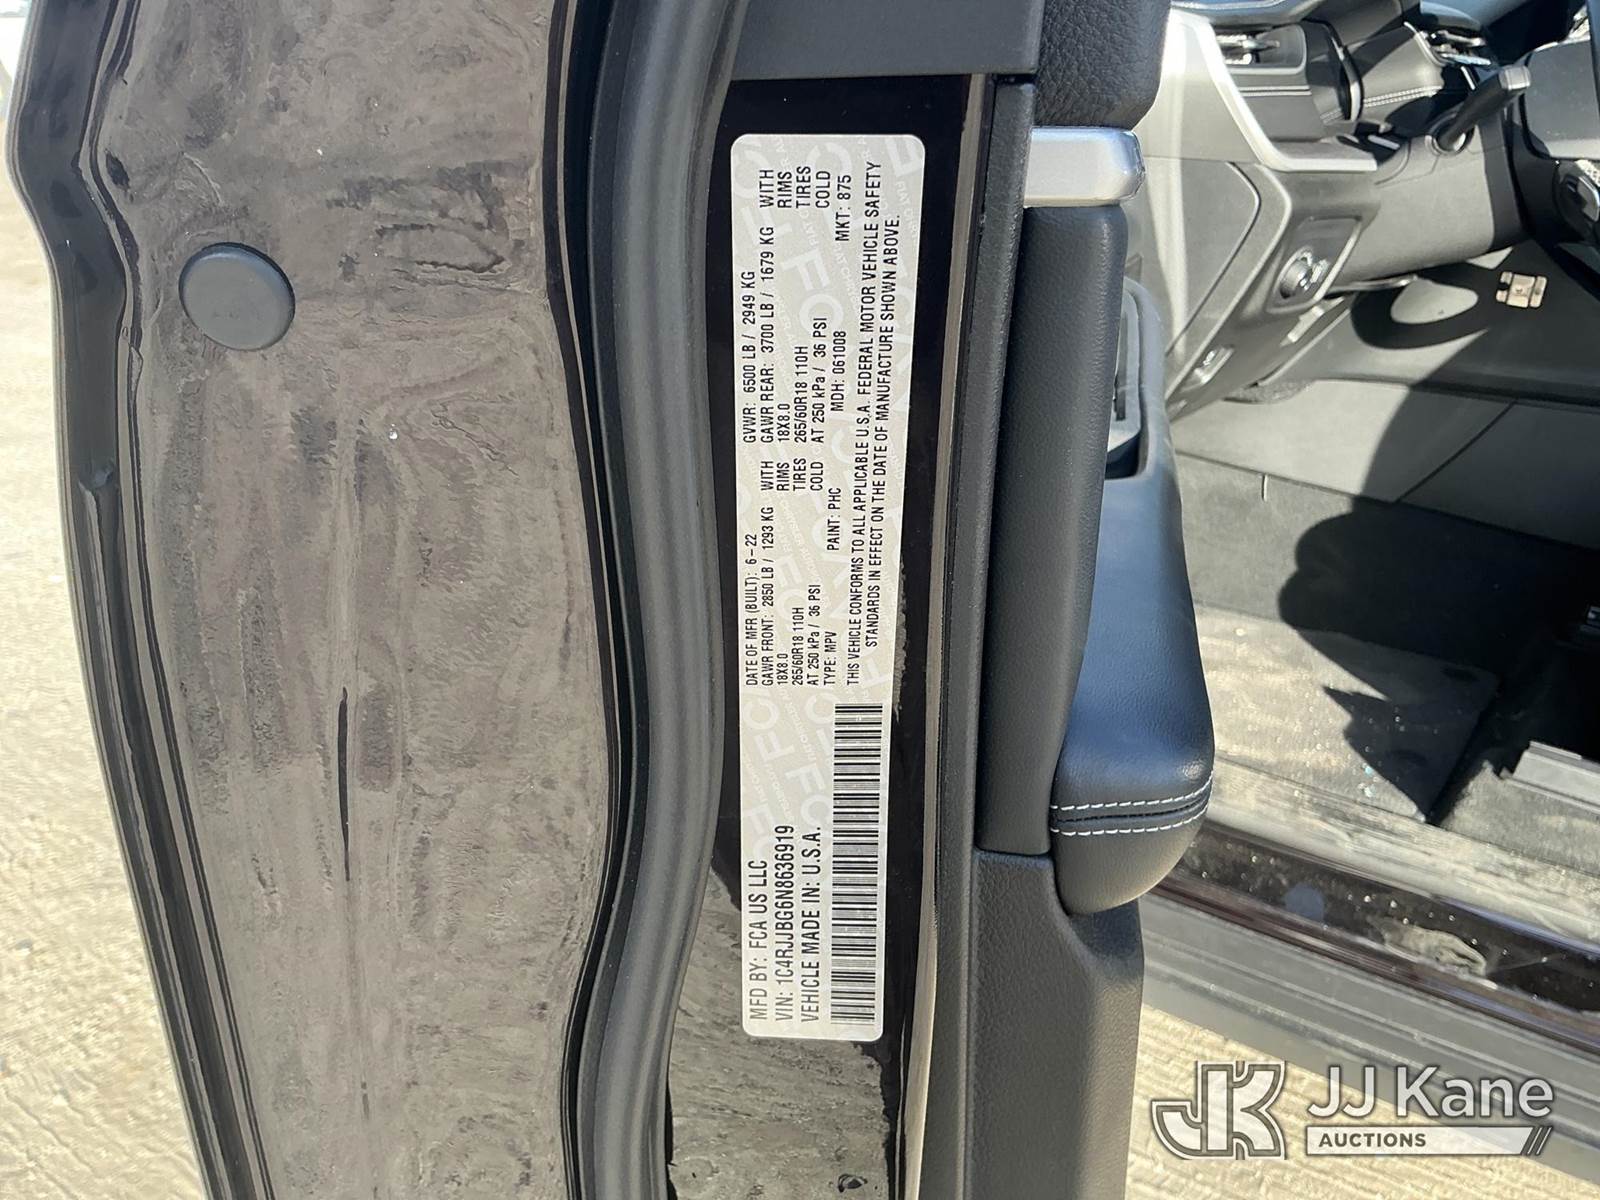 MFD BY: FCA US LLC
VIN: 1C4RJJBG6N8636919
VEHICLE MADE IN: U.S.A.
DATE OF MFR (BUILT): 6-22 GVWR: 6500 LB / 2949 KG
GAWR FRONT: 2850 LB / 1293 KG WITH GAWR REAR: 3700 LB / 1679 KG WITH
18X8.0 RIMS 18X8.0 RIMS
265/60R18 110H TIRES 265/60R18 110H TIRES
AT 250 kPa / 36 PSI COLD AT 250 kPa / 36 PSI COLD
TYPE: MPV PAINT: PHC MDH: 061008 MKT: 875
THIS VEHICLE CONFORMS TO ALL APPLICABLE U.S.A. FEDERAL MOTOR VEHICLE SAFETY
STANDARDS IN EFFECT ON THE DATE OF MANUFACTURE SHOWN ABOVE.
JJ Kane
AUCTIONS